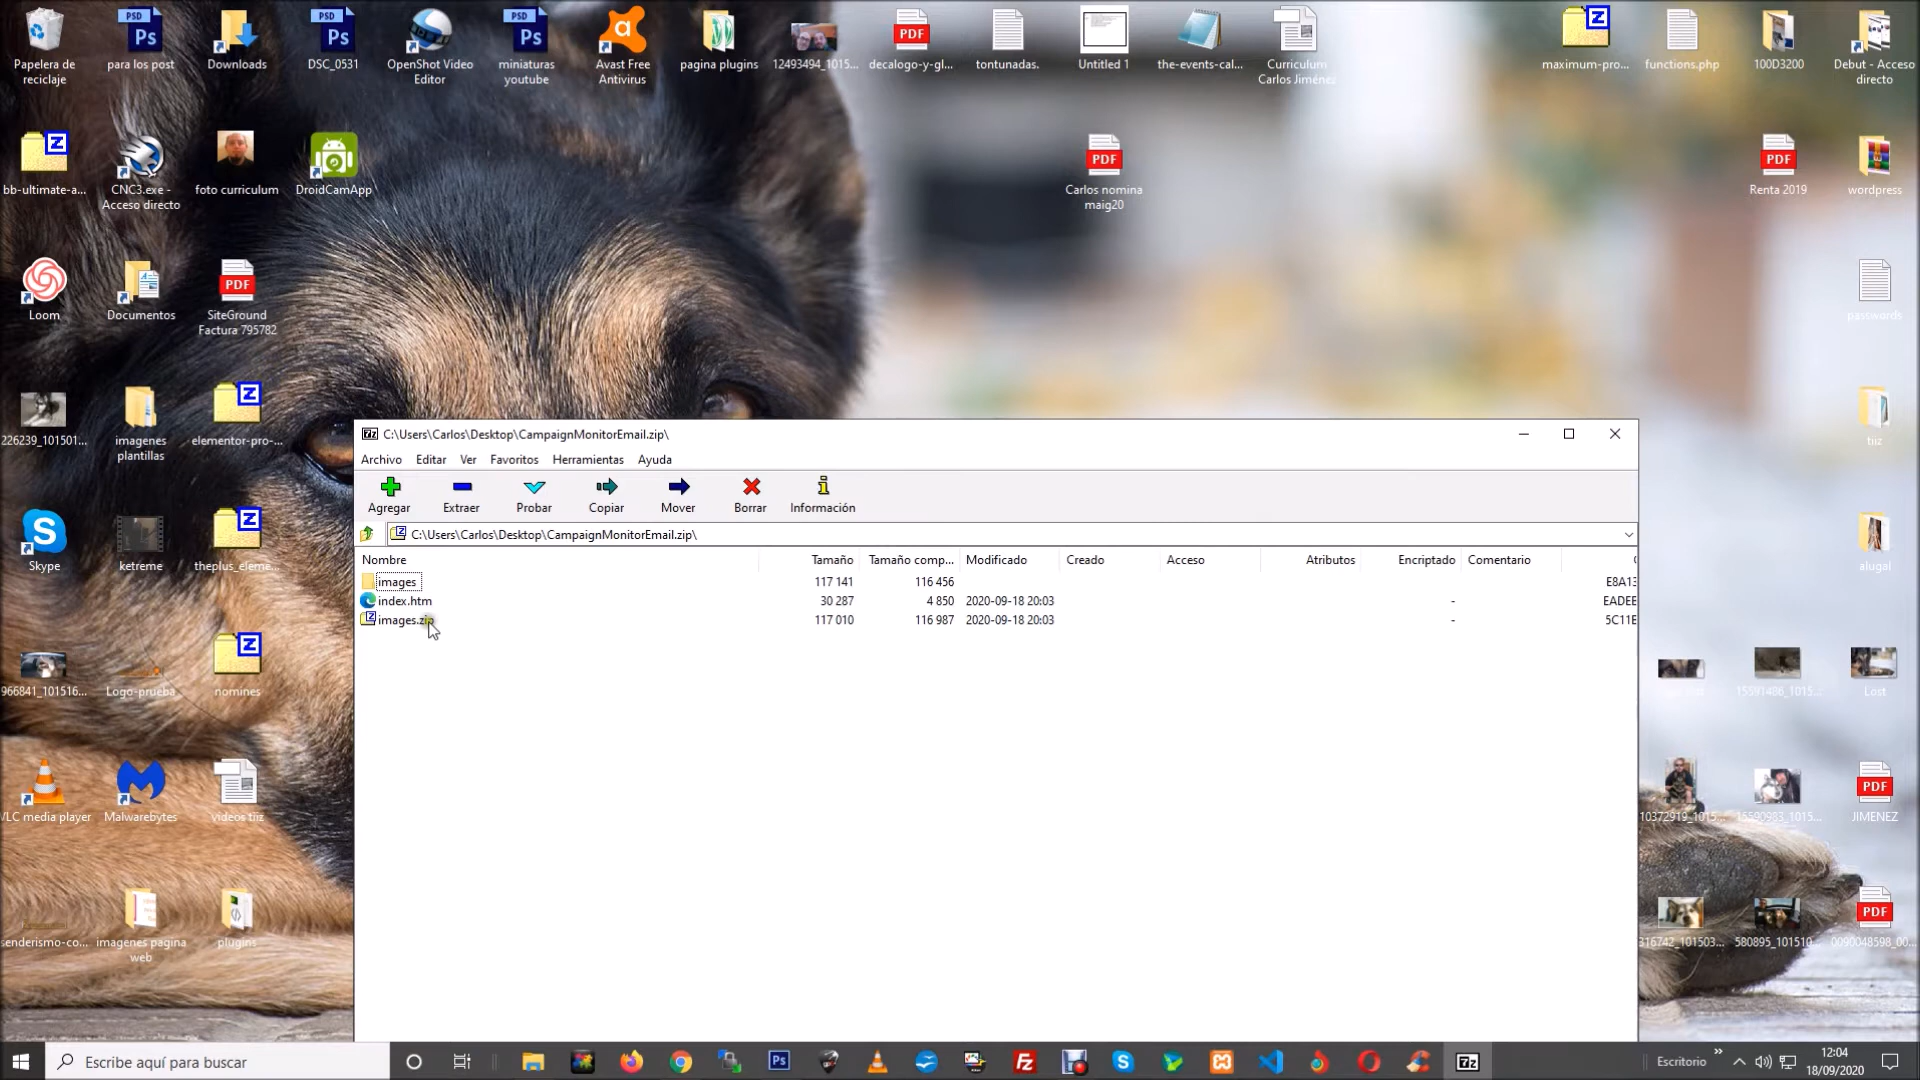 Papelera de reciclaje
para los post
Downloads
DSC_0531
OpenShot Video Editor
miniaturas youtube
Avast Free Antivirus
pagina plugins
12493494_1015...
decalogo-y-gl...
tontunadas.
Untitled 1
the-events-cal...
Curriculum Carlos Jiménez
maximum-pro...
functions.php
100D3200
Debut - Acceso directo
bb-ultimate-a...
CNC3.exe - Acceso directo
foto curriculum
DroidCamApp
Carlos nomina maig20
Renta 2019
wordpress
Loom
Documentos
SiteGround Factura 795782
passwords
226239_101501...
imagenes plantillas
elementor-pro-...
tiiz
C:\Users\Carlos\Desktop\CampaignMonitorEmail.zip\
Archivo Editar Ver Favoritos Herramientas Ayuda
Agregar Extraer Probar Copiar Mover Borrar Información
C:\Users\Carlos\Desktop\CampaignMonitorEmail.zip\
Nombre Tamaño Tamaño comp... Modificado Creado Acceso Atributos Encriptado Comentario
images 117 141 116 456 E8A13
index.htm 30 287 4 850 2020-09-18 20:03 - EADEE
images.zip 117 010 116 987 2020-09-18 20:03 - 5C11E
Skype
ketreme
theplus_eleme...
alugal
966841_101516...
Logo-prueba
nomines
15591486_1015...
Lost
VLC media player
Malwarebytes
videos tiiz
10372919_1015...
15590983_1015...
JIMENEZ
senderismo-co...
imagenes pagina web
plugins
316742_101503...
580895_101510...
0090048598_00...
Escribe aquí para buscar
Escritorio
12:04
18/09/2020